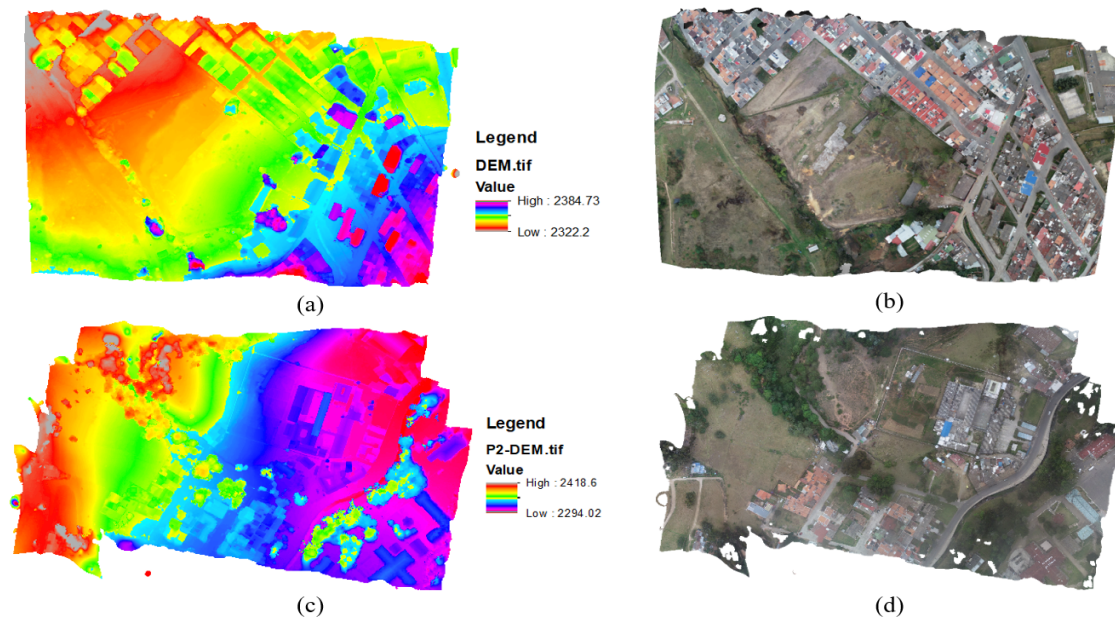 Legend
DEM.tif
Value
High : 2384.73
Low : 2322.2
(a)
(b)
Legend
P2-DEM.tif
Value
High : 2418.6
Low : 2294.02
(c)
(d)